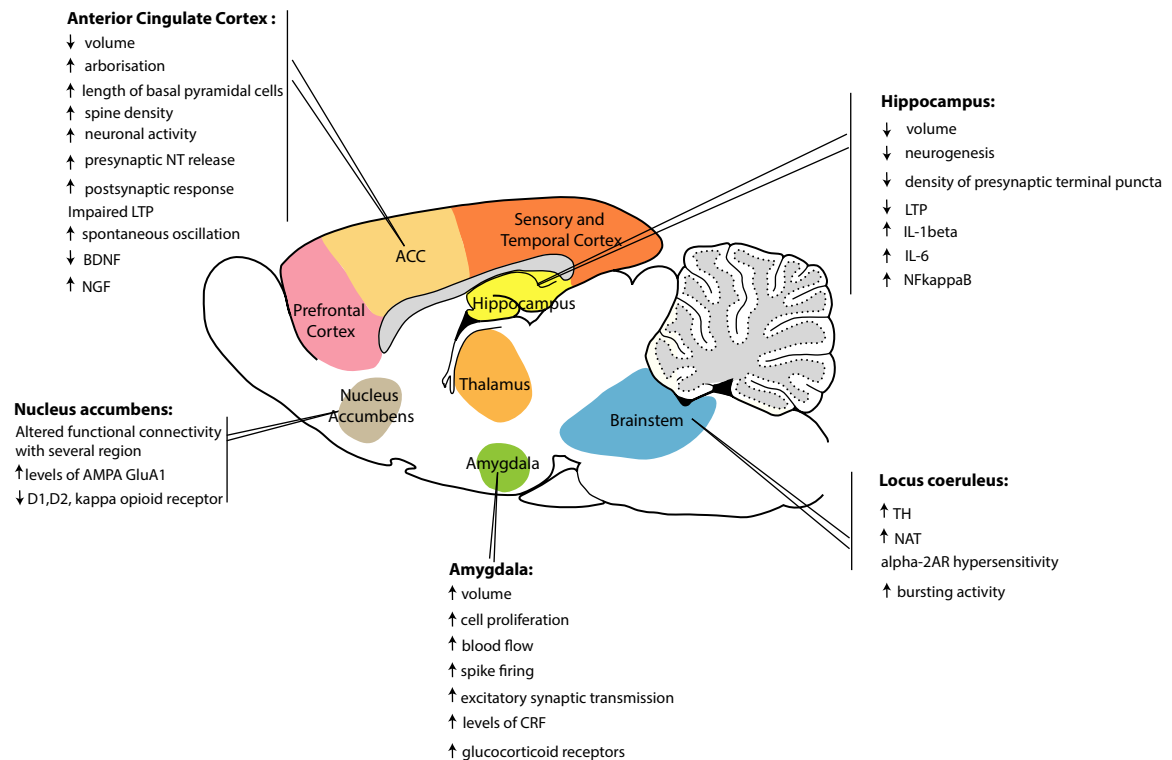 Anterior Cingulate Cortex :
↓ volume
↑ arborisation
↑ length of basal pyramidal cells
↑ spine density
↑ neuronal activity
↑ presynaptic NT release
↑ postsynaptic response
Impaired LTP
↑ spontaneous oscillation
↓ BDNF
↑ NGF
Hippocampus:
↓ volume
↓ neurogenesis
↓ density of presynaptic terminal puncta
↓ LTP
↑ IL-1beta
↑ IL-6
↑ NFkappaB
Sensory and
Temporal Cortex
ACC
Hippocampus
Prefrontal
Cortex
Thalamus
Nucleus
Accumbens
Brainstem
Amygdala
Nucleus accumbens:
Altered functional connectivity
with several region
↑ levels of AMPA GluA1
↓ D1,D2, kappa opioid receptor
Locus coeruleus:
↑ TH
↑ NAT
alpha-2AR hypersensitivity
↑ bursting activity
Amygdala:
↑ volume
↑ cell proliferation
↑ blood flow
↑ spike firing
↑ excitatory synaptic transmission
↑ levels of CRF
↑ glucocorticoid receptors